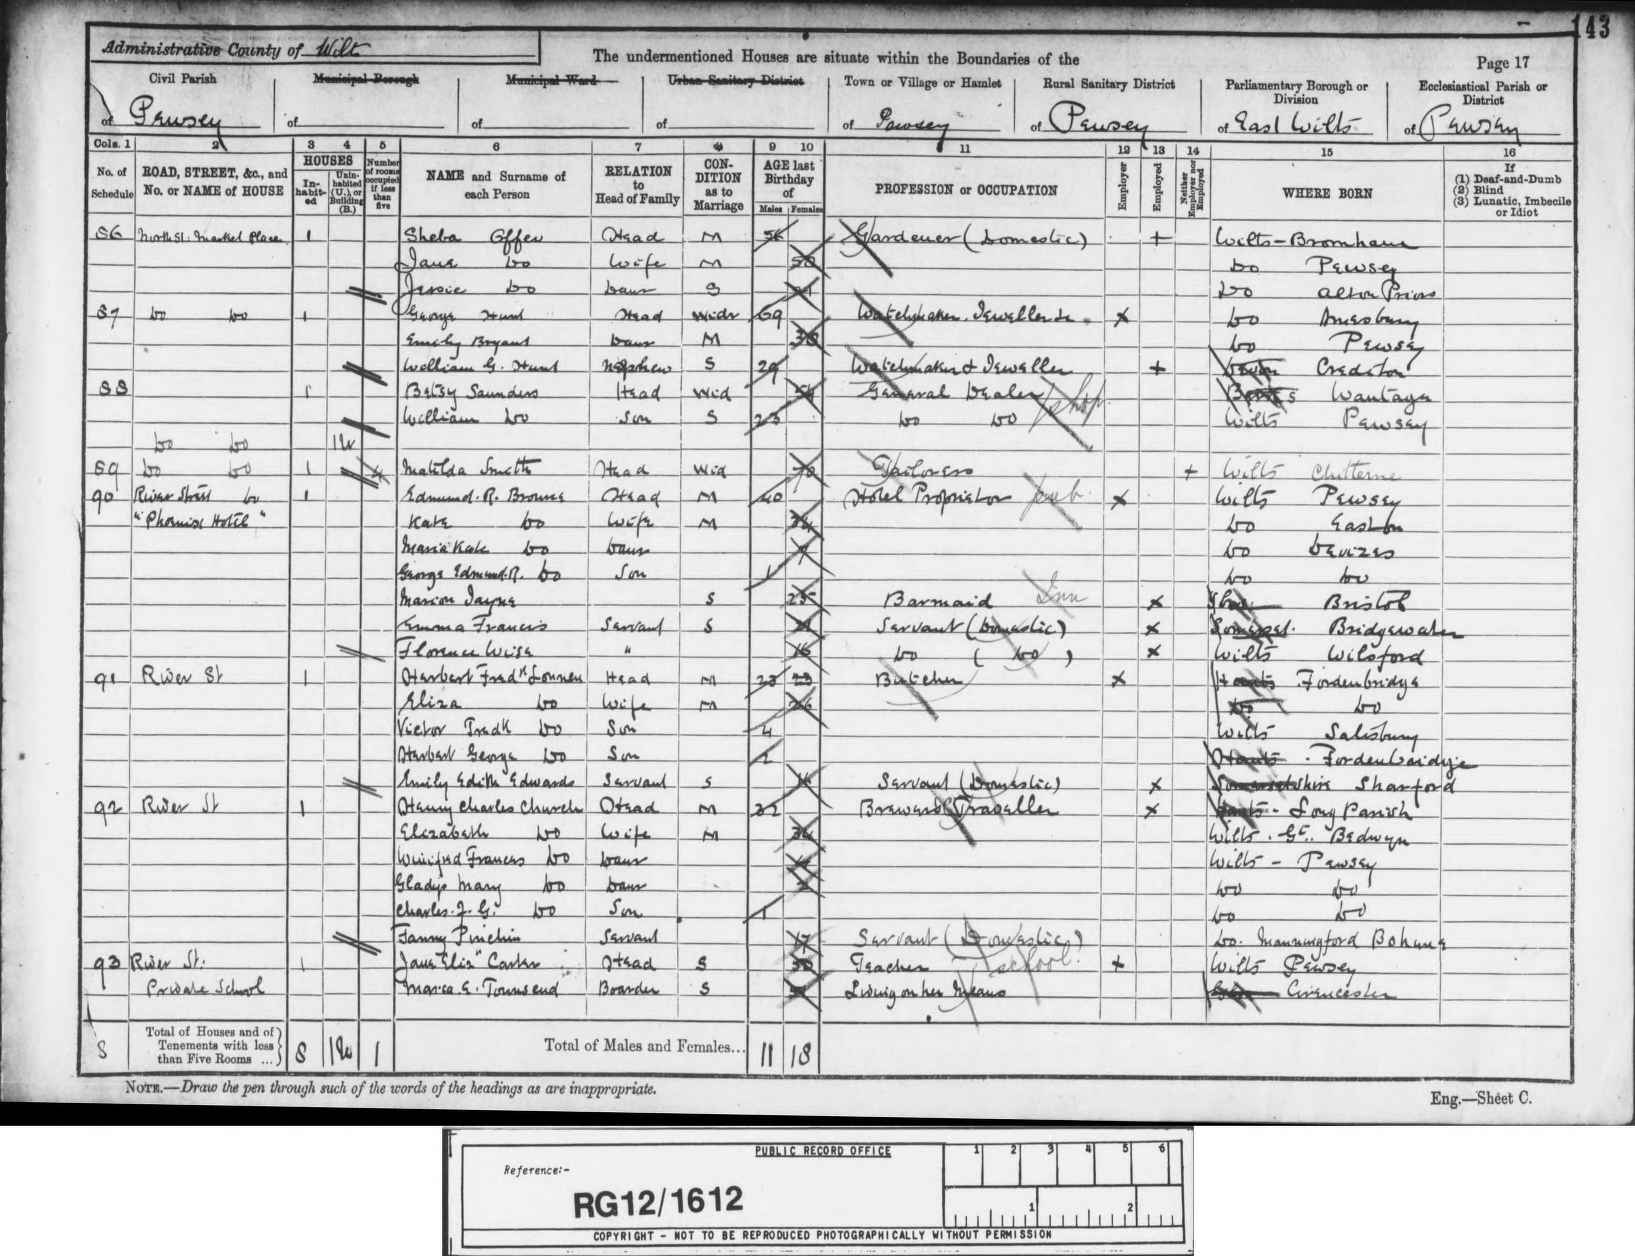 143
Administrative County of Wilts
The undermentioned Houses are situate within the Boundaries of the
Page 17
Civil Parish Municipal Borough Municipal Ward Urban Sanitary District Town or Village or Hamlet Rural Sanitary District Parliamentary Borough or Division Ecclesiastical Parish or District
of Pewsey of of of of Pewsey of Pewsey of East Wilts of Pewsey
Cols. 1 2 3 4 5 6 7 8 9 10 11 12 13 14 15 16
No. of Schedule ROAD, STREET, &c., and No. or NAME of HOUSE HOUSES In-habit-ed Unin-habited (U.), or Building (B.) Number of rooms occupied if less than five NAME and Surname of each Person RELATION to Head of Family CON-DITION as to Marriage AGE last Birthday of Males Females PROFESSION or OCCUPATION Employer Employed Neither Employer nor Employed WHERE BORN If (1) Deaf-and-Dumb (2) Blind (3) Lunatic, Imbecile or Idiot
86 North St. Market Place 1 Sheba Offer Head M 56 Gardener (Domestic) + Wilts - Bromham
Jane Do Wife M 58 Do Pewsey
Jessie Do Daur S 21 Do Alton Priors
87 Do Do 1 George Hunt Head Widr 69 Watchmaker. Jeweller &c. X Do Amesbury
Emily Bryant Daur M 38 Do Pewsey
William G. Hunt Nephew S 29 Watchmaker & Jeweller + Devon Crediton
88 1 Betsy Saunders Head Wid 54 General Dealer shop Berks Wantage
William Do Son S 23 Do Do Wilts Pewsey
Do Do 1U
89 Do Do 1 4 Matilda Smith Head Wid 70 Tailoress + Wilts Chitterne
90 River Street Do 1 Edmund. R. Browne Head M 40 Hotel Proprietor pub X Wilts Pewsey
"Phoenix Hotel" Kate Do Wife M 34 Do Easton
Maria Kate Do Daur 7 Do Devizes
George Edmund. R. Do Son 1 Do Do
Marion Jayne S 25 Barmaid Inn X Glos. Bristol
Emma Francis Servant S 21 Servant (Domestic) X Somerset. Bridgewater
Florence Wise " 16 Do ( Do ) X Wilts Wilsford
91 River St 1 Herbert Fredk Lonnen Head M 23 23 Butcher X Hants Fordenbridge
Eliza Do Wife M 26 Do Do
Victor Fredk Do Son 4 Wilts Salisbury
Herbert George Do Son 2 Hants. Fordenbridge
Emily Edith Edwards Servant S 16 Servant (Domestic) X Somersetshire Sharford
92 River St 1 Henry Charles Church Head M 32 Brewers Traveller X Hants - Long Parish
Elizabeth Do Wife M 34 Wilts. Gt. Bedwyn
Winifred Frances Do Daur Wilts - Pewsey
Gladys Mary Do Daur Do Do
Charles. J. G. Do Son 1 Do Do
Fanny Pinchin Servant 17 Servant (Domestic) Do. Manningford Bohune
93 River St. 1 Jane Eliz Carter Head S 50 Teacher school + Wilts Pewsey
Private School Maria. E. Townsend Boarder S Living on her Means Glos Cirencester
8 Total of Houses and of Tenements with less than Five Rooms ... 8 1U 1 Total of Males and Females... 11 18
NOTE.—Draw the pen through such of the words of the headings as are inappropriate.
Eng.—Sheet C.
PUBLIC RECORD OFFICE
1 2 3 4 5 6
Reference:-
RG12/1612
1 2
COPYRIGHT - NOT TO BE REPRODUCED PHOTOGRAPHICALLY WITHOUT PERMISSION